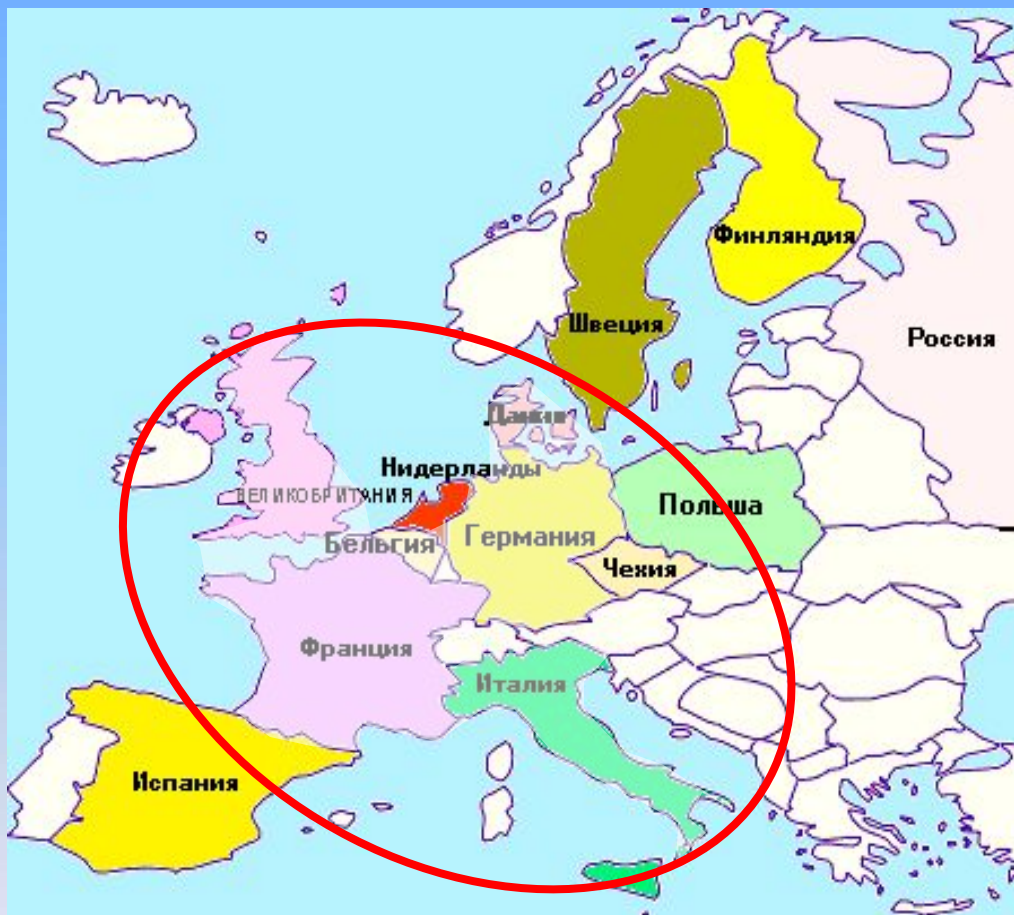 Финляндия
Швеция
Россия
Дания
Нидерланды
ВЕЛИКОБРИТАНИЯ
Польша
Бельгия
Германия
Чехия
Франция
Италия
Испания